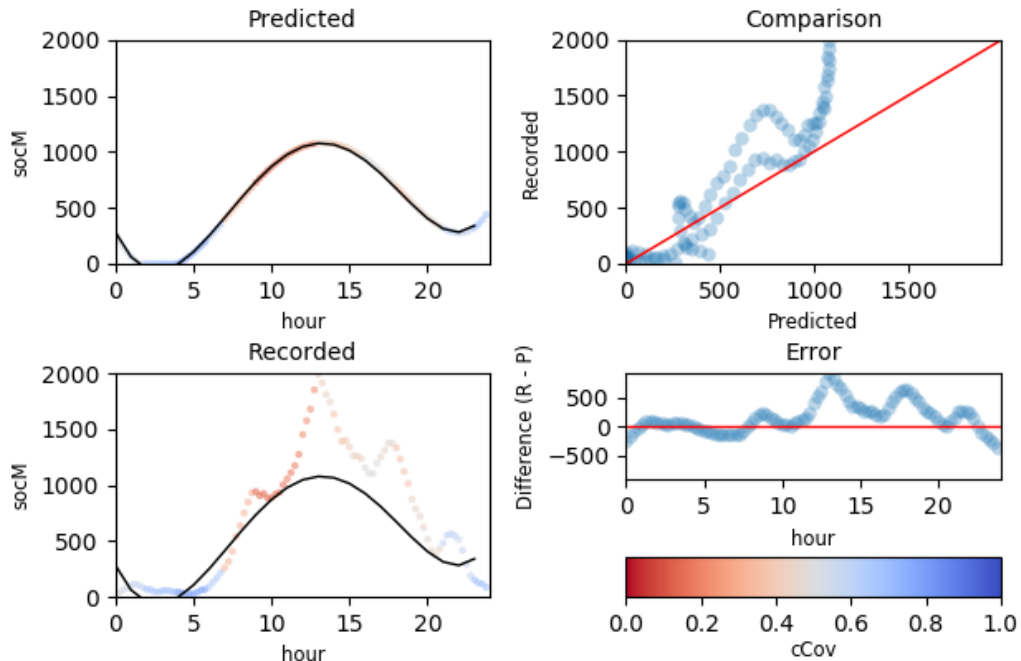 Predicted
2000
1500
1000
500
0
socM
0 5 10 15 20
hour
Comparison
2000
1500
1000
500
0
Recorded
0 500 1000 1500
Predicted
Recorded
2000
1500
1000
500
0
socM
0 5 10 15 20
hour
Error
500
0
−500
Difference (R - P)
0 5 10 20
hour
0.0 0.2 0.4 0.6 0.8 1.0
cCov